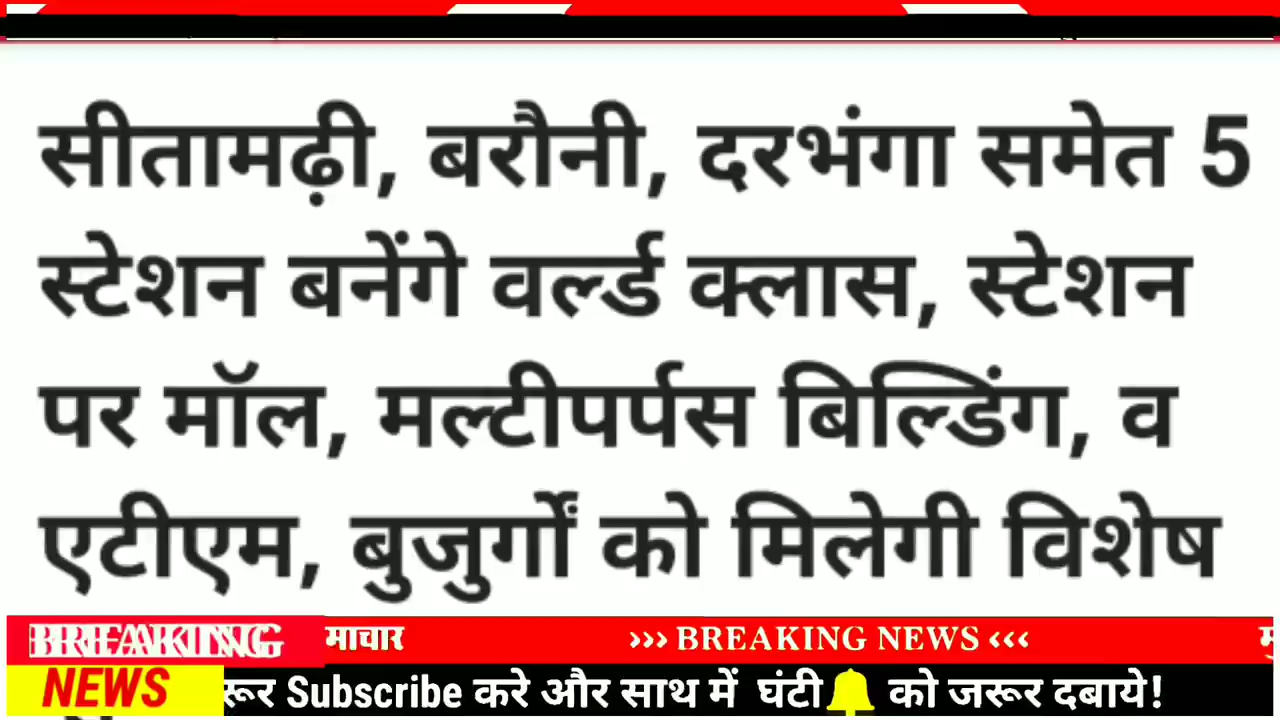 सीतामढ़ी, बरौनी, दरभंगा समेत 5
स्टेशन बनेंगे वर्ल्ड क्लास, स्टेशन
पर मॉल, मल्टीपर्पस बिल्डिंग, व
एटीएम, बुजुर्गों को मिलेगी विशेष
BREAKING माचार ››› BREAKING NEWS ‹‹‹
NEWS रूर Subscribe करे और साथ में घंटी🔔 को जरूर दबाये!